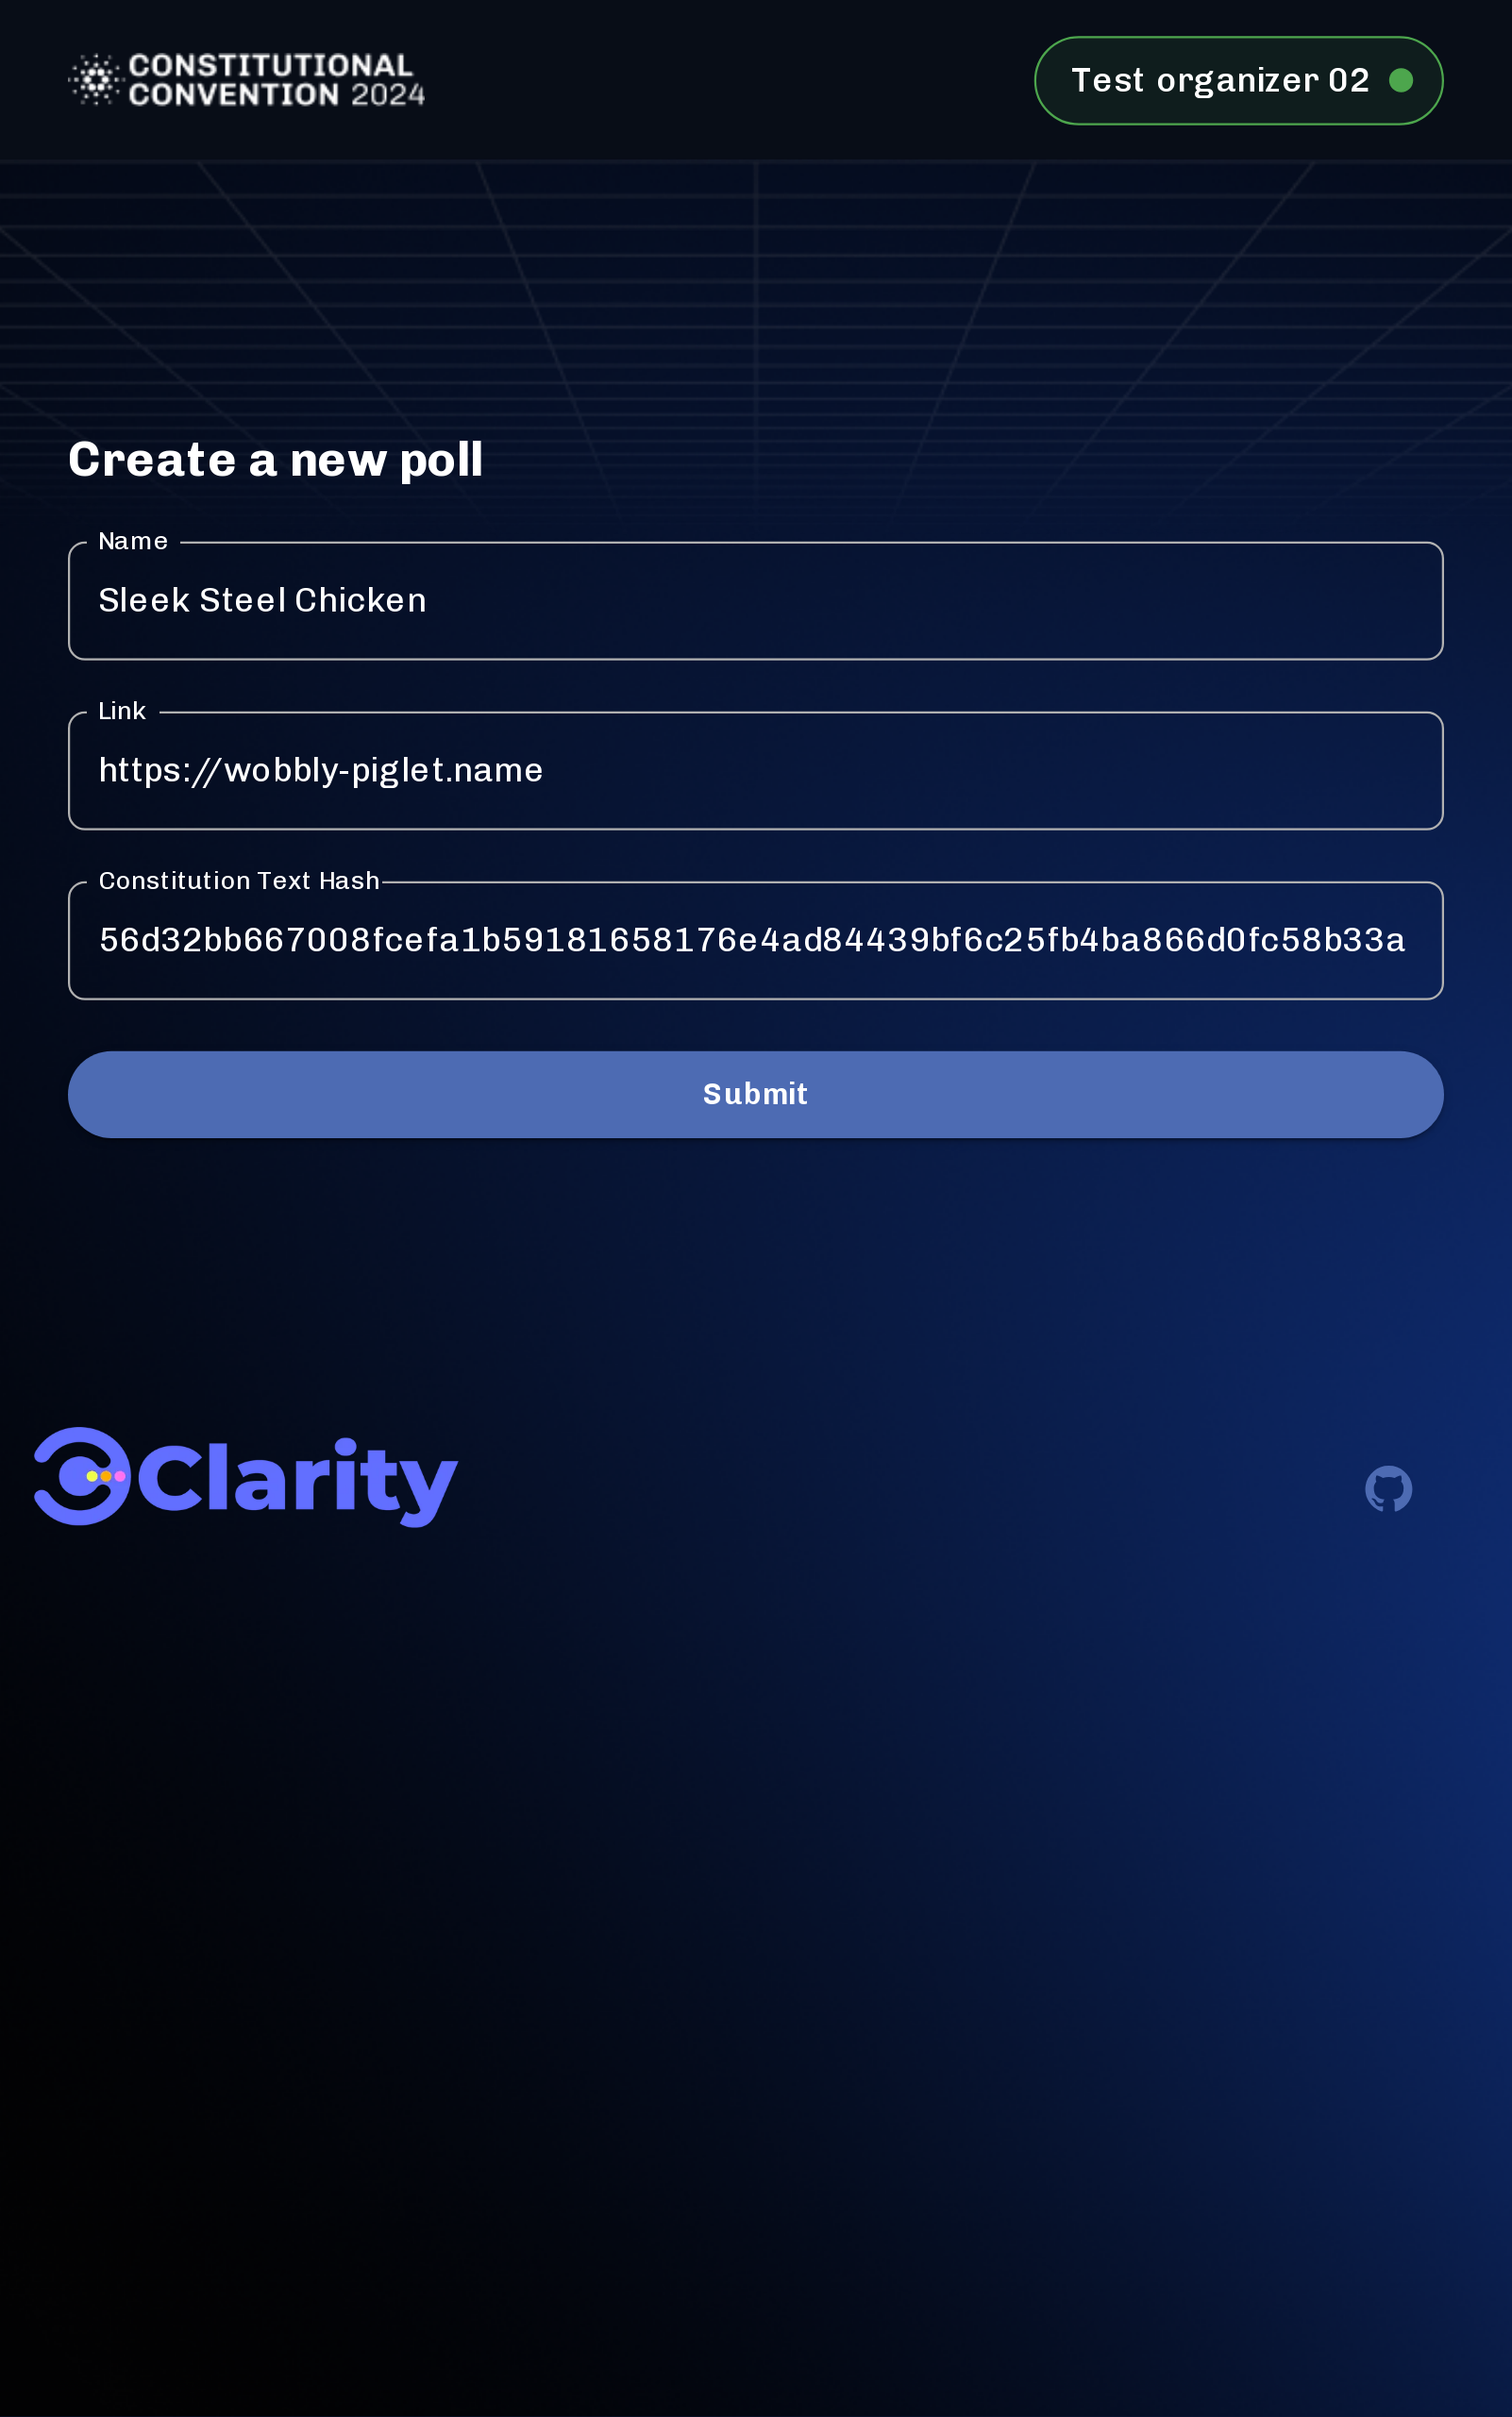 CONSTITUTIONAL
CONVENTION 2024
Test organizer 02
Create a new poll
Name
Sleek Steel Chicken
Link
https://wobbly-piglet.name
Constitution Text Hash
56d32bb667008fcefa1b59181658176e4ad84439bf6c25fb4ba866d0fc58b33a
Submit
Clarity